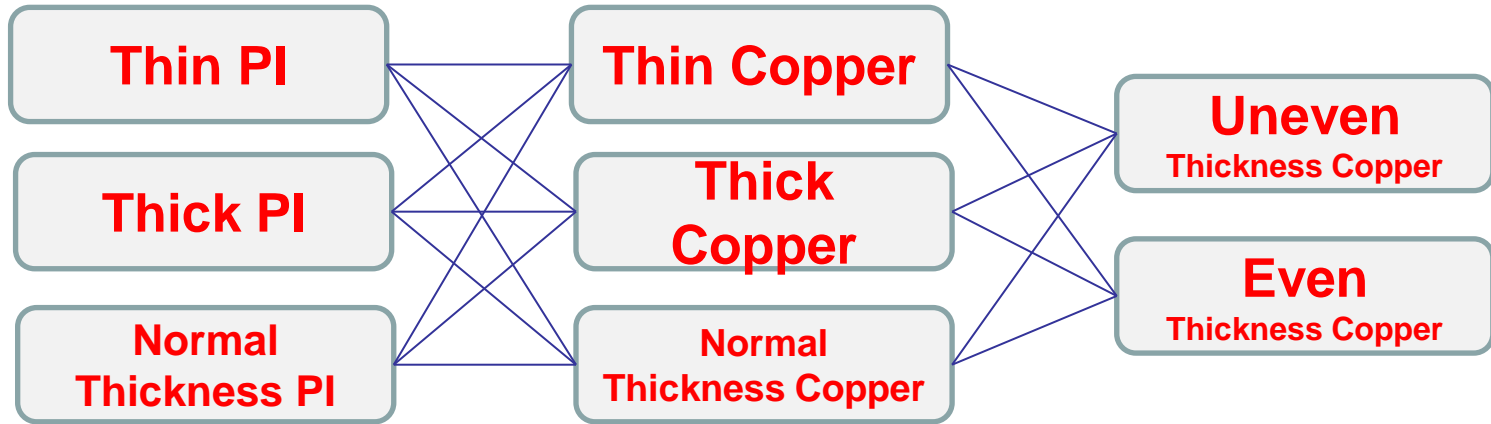 Thin PI
Thick PI
Normal
Thickness PI
Thin Copper
Thick
Copper
Normal
Thickness Copper
Uneven
Thickness Copper
Even
Thickness Copper